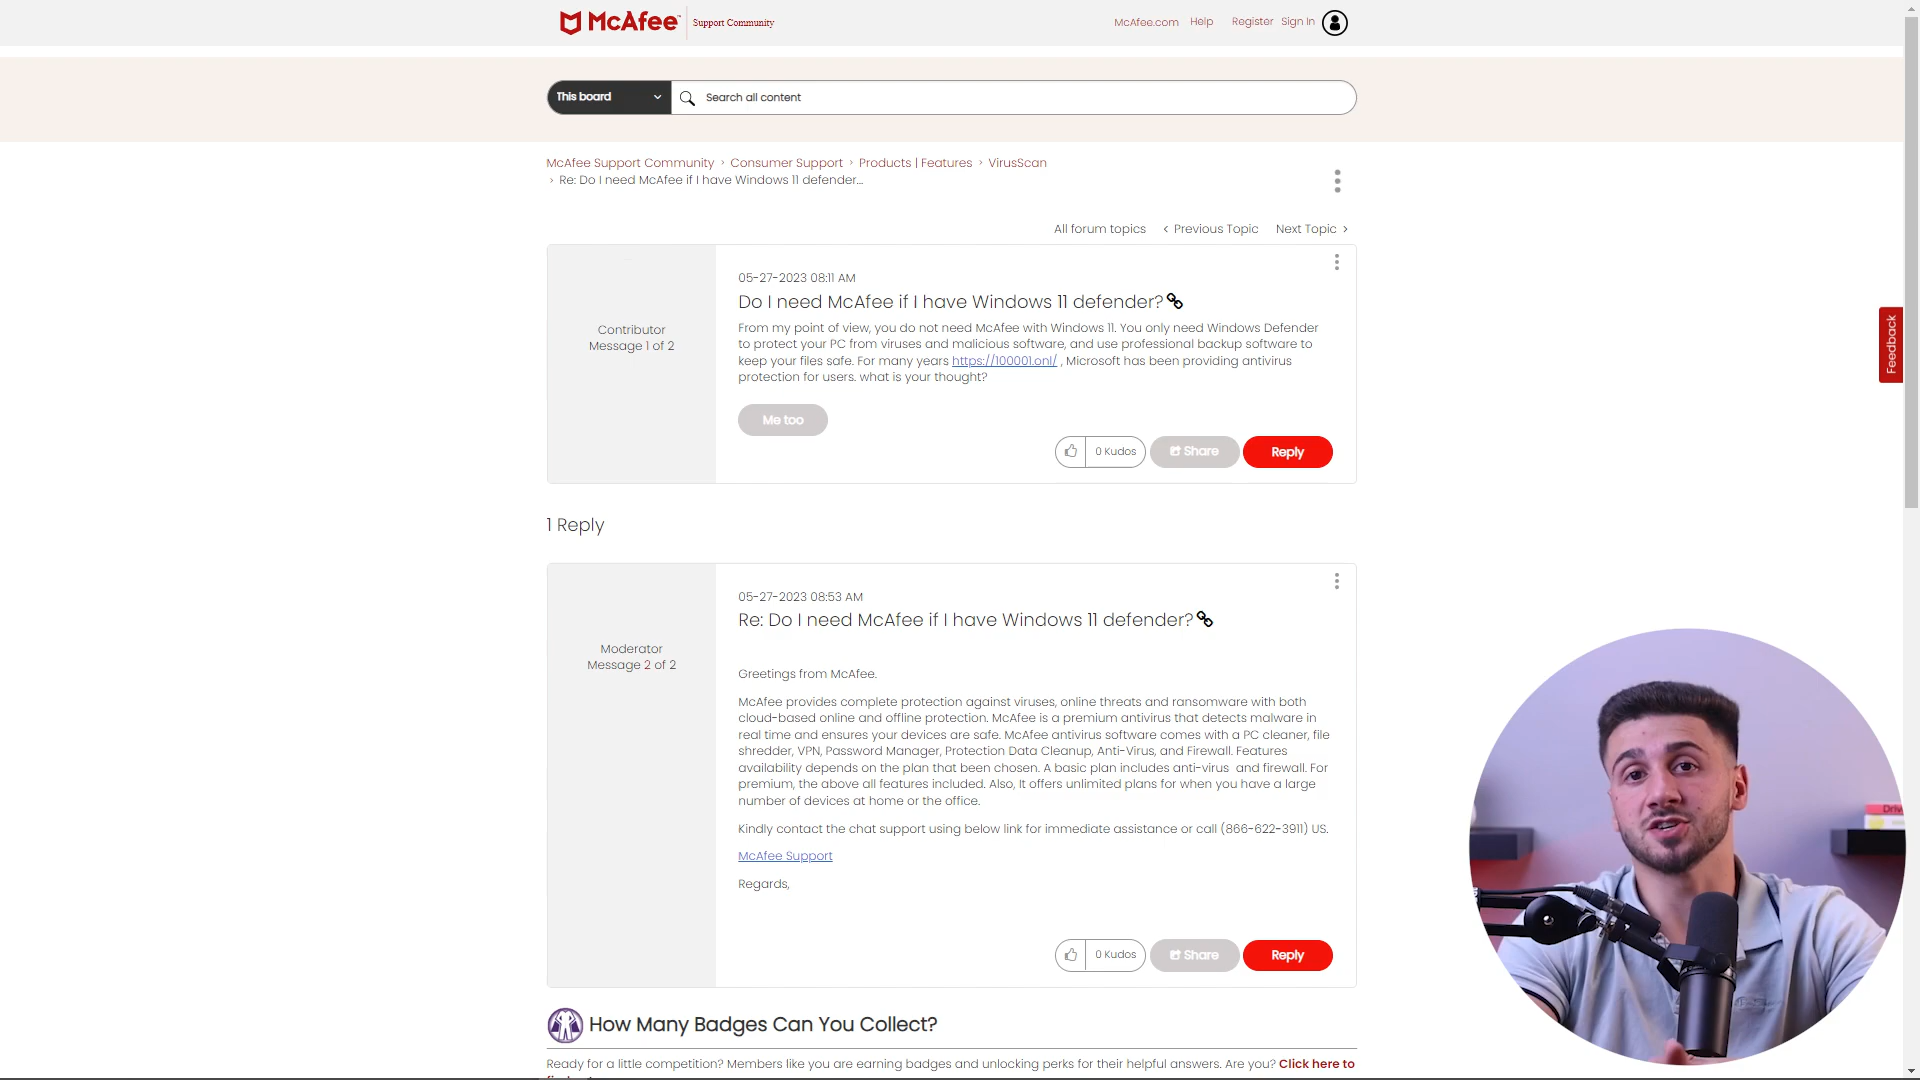 McAfee™ Support Community
McAfee.com Help Register Sign In
This board
Search all content
McAfee Support Community › Consumer Support › Products | Features › VirusScan
› Re: Do I need McAfee if I have Windows 11 defender...
All forum topics ‹ Previous Topic Next Topic ›
Feedback
Contributor
Message 1 of 2
05-27-2023 08:11 AM
Do I need McAfee if I have Windows 11 defender?
From my point of view, you do not need McAfee with Windows 11. You only need Windows Defender
to protect your PC from viruses and malicious software, and use professional backup software to
keep your files safe. For many years https://100001.onl/ , Microsoft has been providing antivirus
protection for users. what is your thought?
Me too
0 Kudos Share Reply
1 Reply
Moderator
Message 2 of 2
05-27-2023 08:53 AM
Re: Do I need McAfee if I have Windows 11 defender?
Greetings from McAfee.
McAfee provides complete protection against viruses, online threats and ransomware with both
cloud-based online and offline protection. McAfee is a premium antivirus that detects malware in
real time and ensures your devices are safe. McAfee antivirus software comes with a PC cleaner, file
shredder, VPN, Password Manager, Protection Data Cleanup, Anti-Virus, and Firewall. Features
availability depends on the plan that been chosen. A basic plan includes anti-virus and firewall. For
premium, the above all features included. Also, It offers unlimited plans for when you have a large
number of devices at home or the office.
Kindly contact the chat support using below link for immediate assistance or call (866-622-3911) US.
McAfee Support
Regards,
0 Kudos Share Reply
How Many Badges Can You Collect?
Ready for a little competition? Members like you are earning badges and unlocking perks for their helpful answers. Are you? Click here to